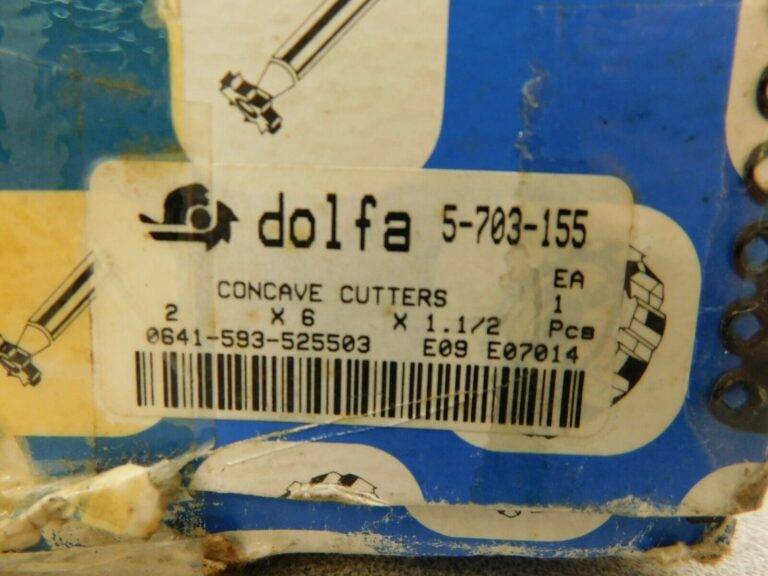 dolfa 5-703-155
EA
CONCAVE CUTTERS 1
2 X 6 X 1.1/2 Pcs
0641-593-525503 E09 E07014